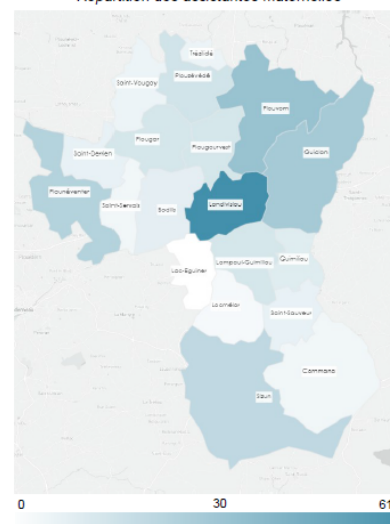 Répartition des assistantes maternelles
Trézilidé
Plouzévédé
Saint-Vougay
Plouvorn
Plougar
Plougourvest
Guiclan
Saint-Derrien
Plounéventer
Saint-Servais
Bodilis
Landivisiau
Loc-Eguiner
Lampaul-Guimiliau
Guimiliau
Locmélar
Saint-Sauveur
Commana
Sizun
0 30 61